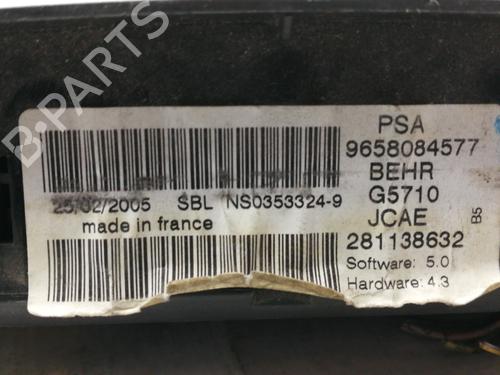 PSA
9658084577
BEHR
25/02/2005 SBL NS0353324-9
G5710
made in france
JCAE
B5
281138632
Software: 5.0
Hardware: 4.3
B-PARTS